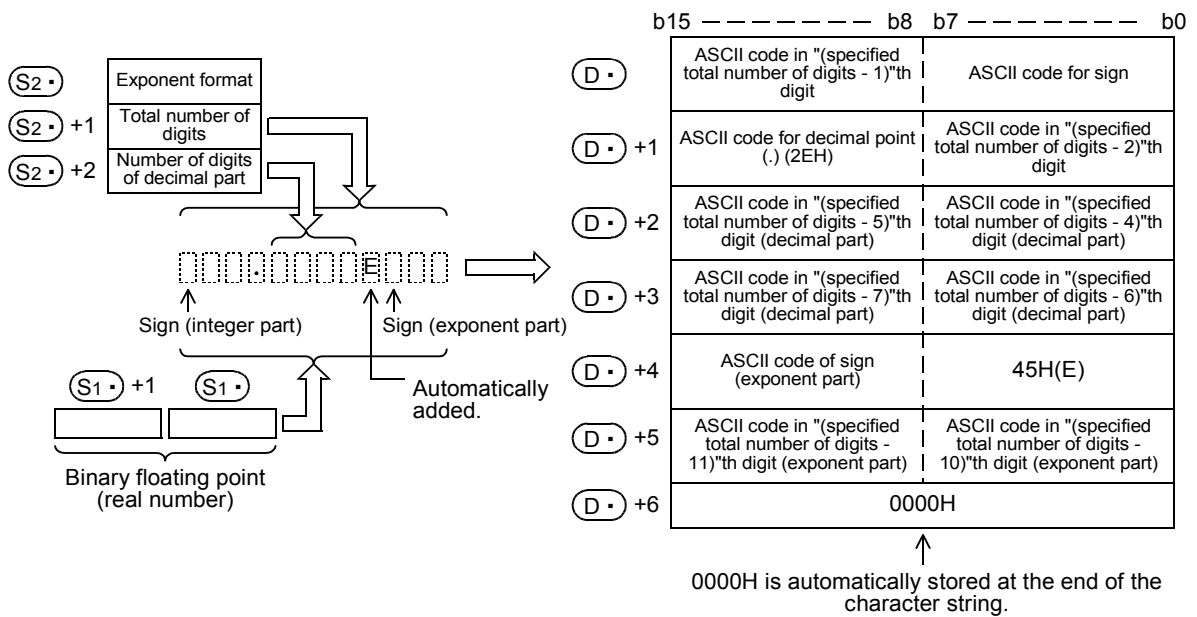 S2・ Exponent format
S2・ +1 Total number of
digits
S2・ +2 Number of digits
of decimal part
. E
Sign (integer part)
Sign (exponent part)
Automatically
added.
S1・ +1 S1・
Binary floating point
(real number)
b15 b8 b7 b0
D・
ASCII code in "(specified
total number of digits - 1)"th
digit
ASCII code for sign
D・ +1
ASCII code for decimal point
(.) (2EH)
ASCII code in "(specified
total number of digits - 2)"th
digit
D・ +2
ASCII code in "(specified
total number of digits - 5)"th
digit (decimal part)
ASCII code in "(specified
total number of digits - 4)"th
digit (decimal part)
D・ +3
ASCII code in "(specified
total number of digits - 7)"th
digit (decimal part)
ASCII code in "(specified
total number of digits - 6)"th
digit (decimal part)
D・ +4
ASCII code of sign
(exponent part)
45H(E)
D・ +5
ASCII code in "(specified
total number of digits -
11)"th digit (exponent part)
ASCII code in "(specified
total number of digits -
10)"th digit (exponent part)
D・ +6
0000H
0000H is automatically stored at the end of the
character string.